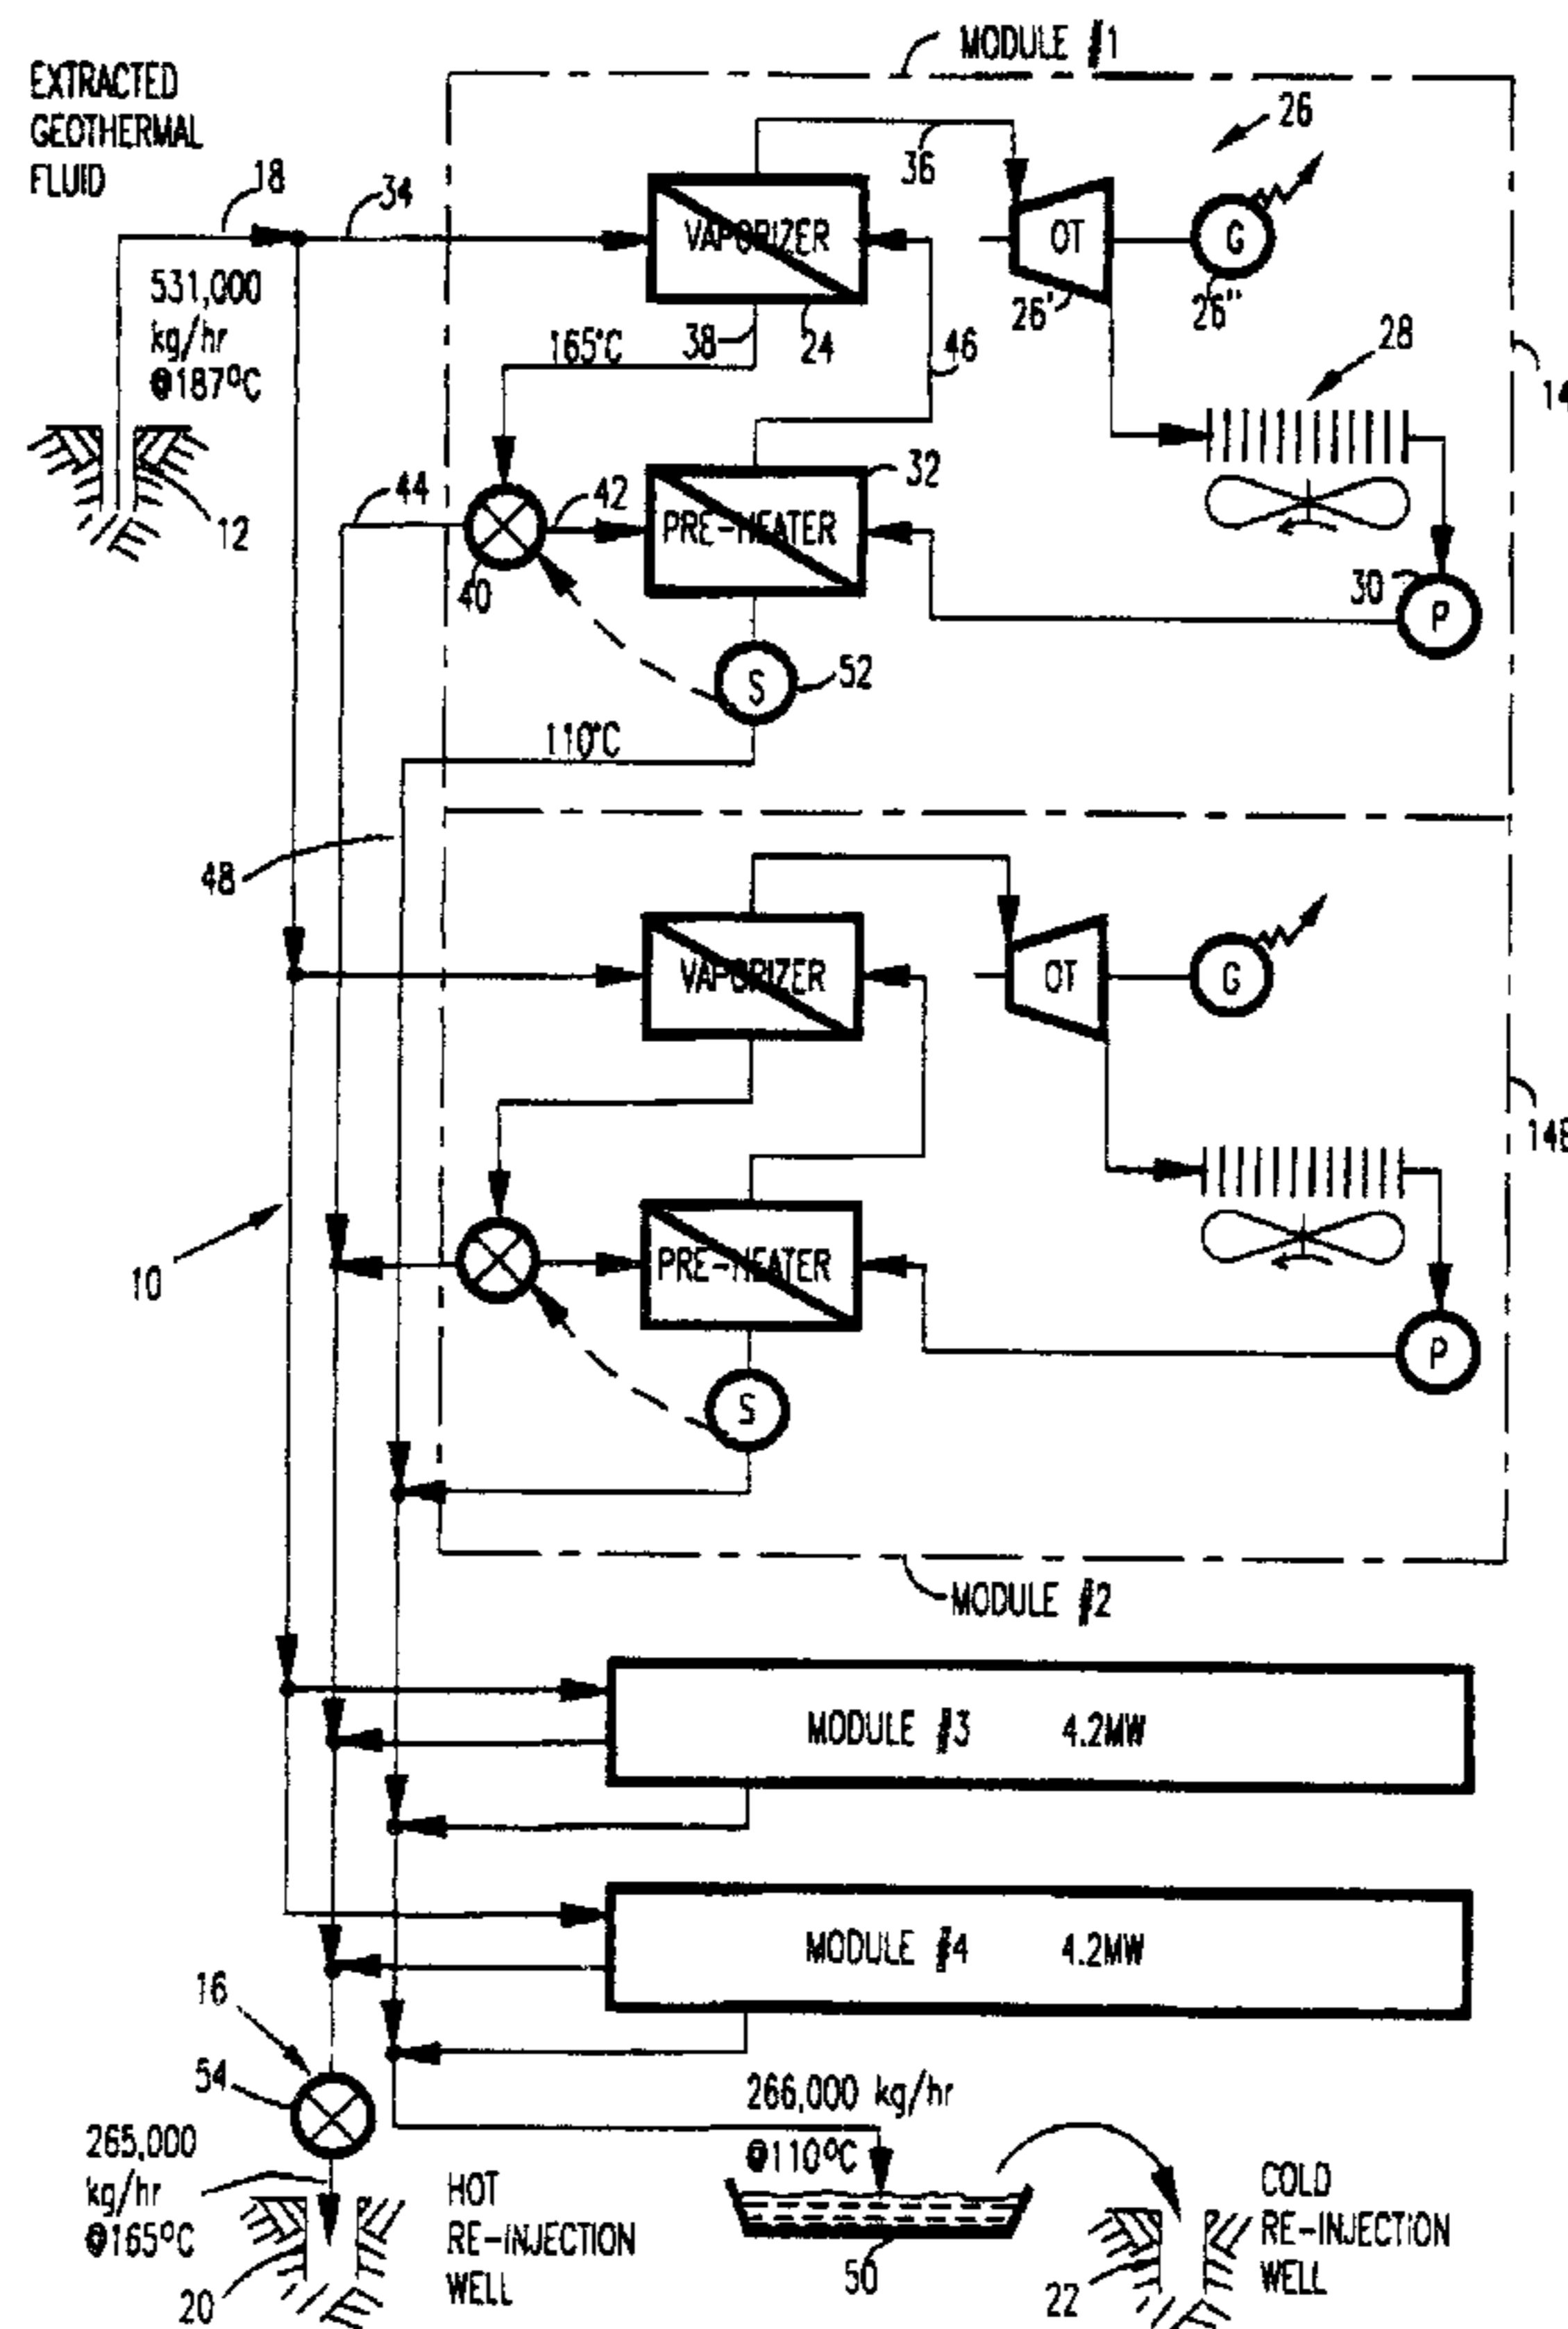 MODULE #1
EXTRACTED
GEOTHERMAL
FLUID
26
18
34
36
VAPORIZER
OT
G
531,000
kg/hr
@187°C
26'
26"
165°C
38
24
46
28
14
44
42
32
PRE-HEATER
12
40
30
P
S
52
110°C
48
VAPORIZER
OT
G
14B
10
PRE-HEATER
P
S
MODULE #2
MODULE #3 4.2MW
MODULE #4 4.2MW
16
54
266,000 kg/hr
@110°C
265,000
kg/hr
@165°C
HOT
RE-INJECTION
WELL
COLD
RE-INJECTION
WELL
20
50
22